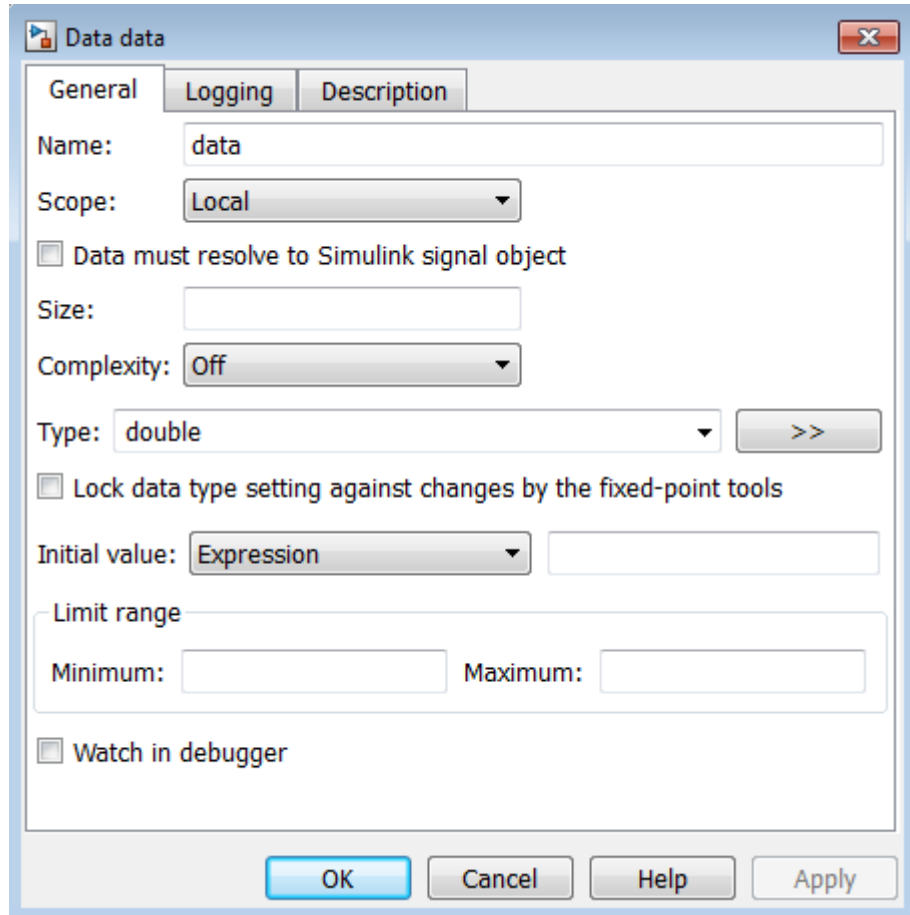 Data data
General Logging Description
Name: data
Scope: Local
Data must resolve to Simulink signal object
Size:
Complexity: Off
Type: double >>
Lock data type setting against changes by the fixed-point tools
Initial value: Expression
Limit range
Minimum: Maximum:
Watch in debugger
OK Cancel Help Apply